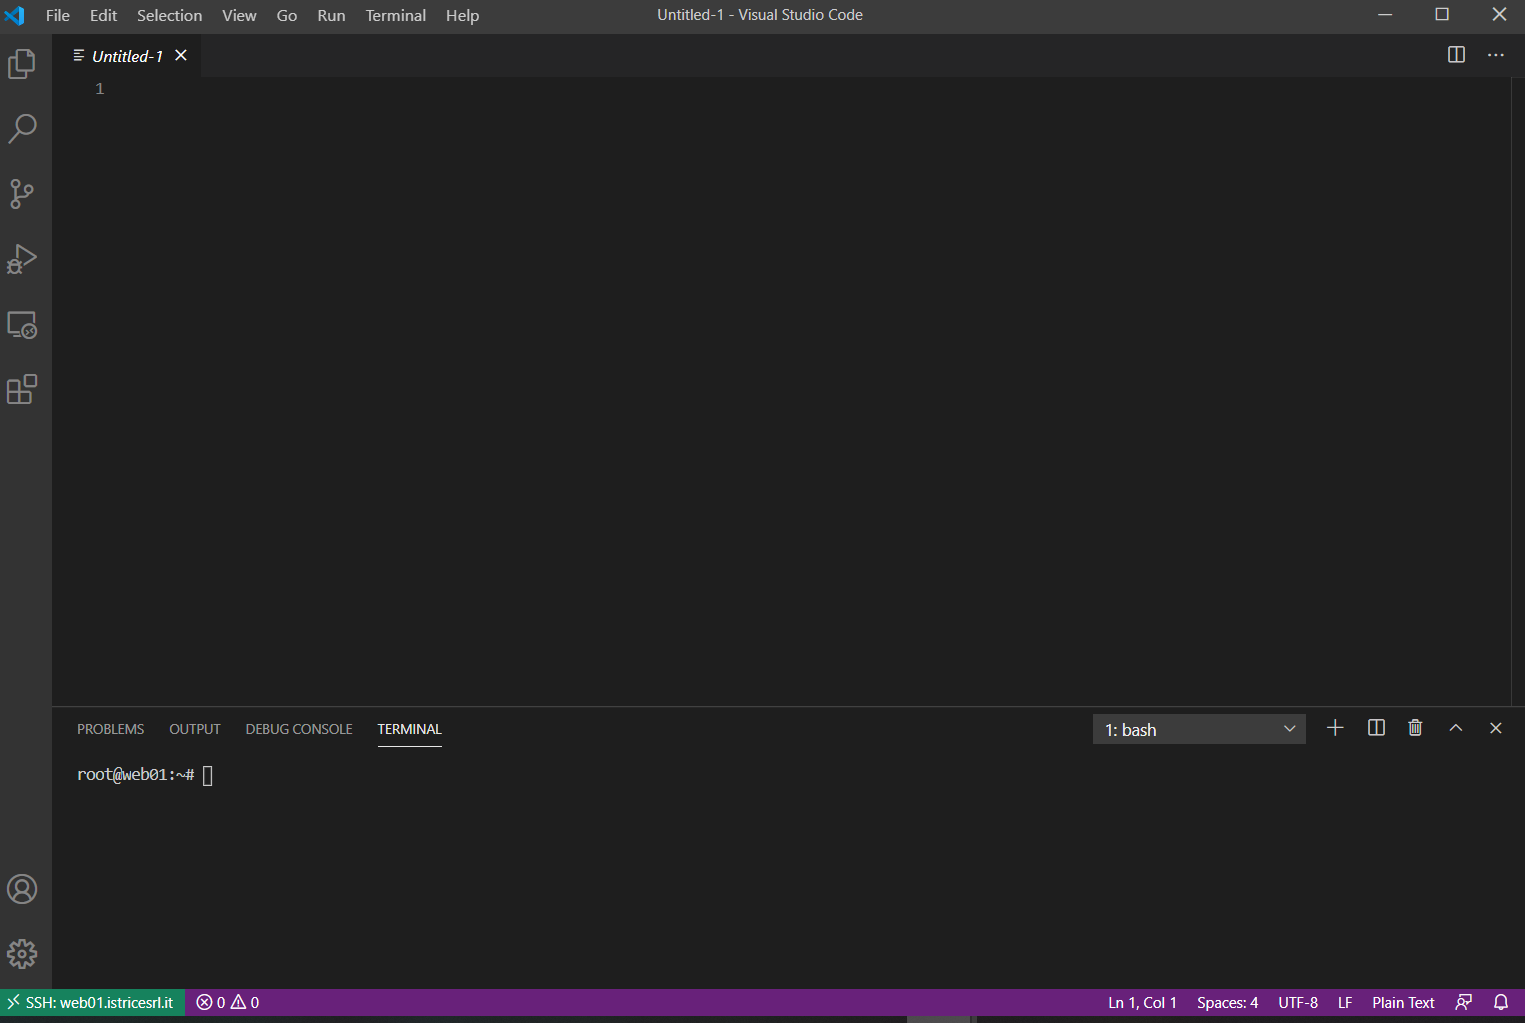 File Edit Selection View Go Run Terminal Help Untitled-1 - Visual Studio Code
Untitled-1
1
PROBLEMS OUTPUT DEBUG CONSOLE TERMINAL 1: bash
root@web01:~#
SSH: web01.istricesrl.it 0 0 Ln 1, Col 1 Spaces: 4 UTF-8 LF Plain Text